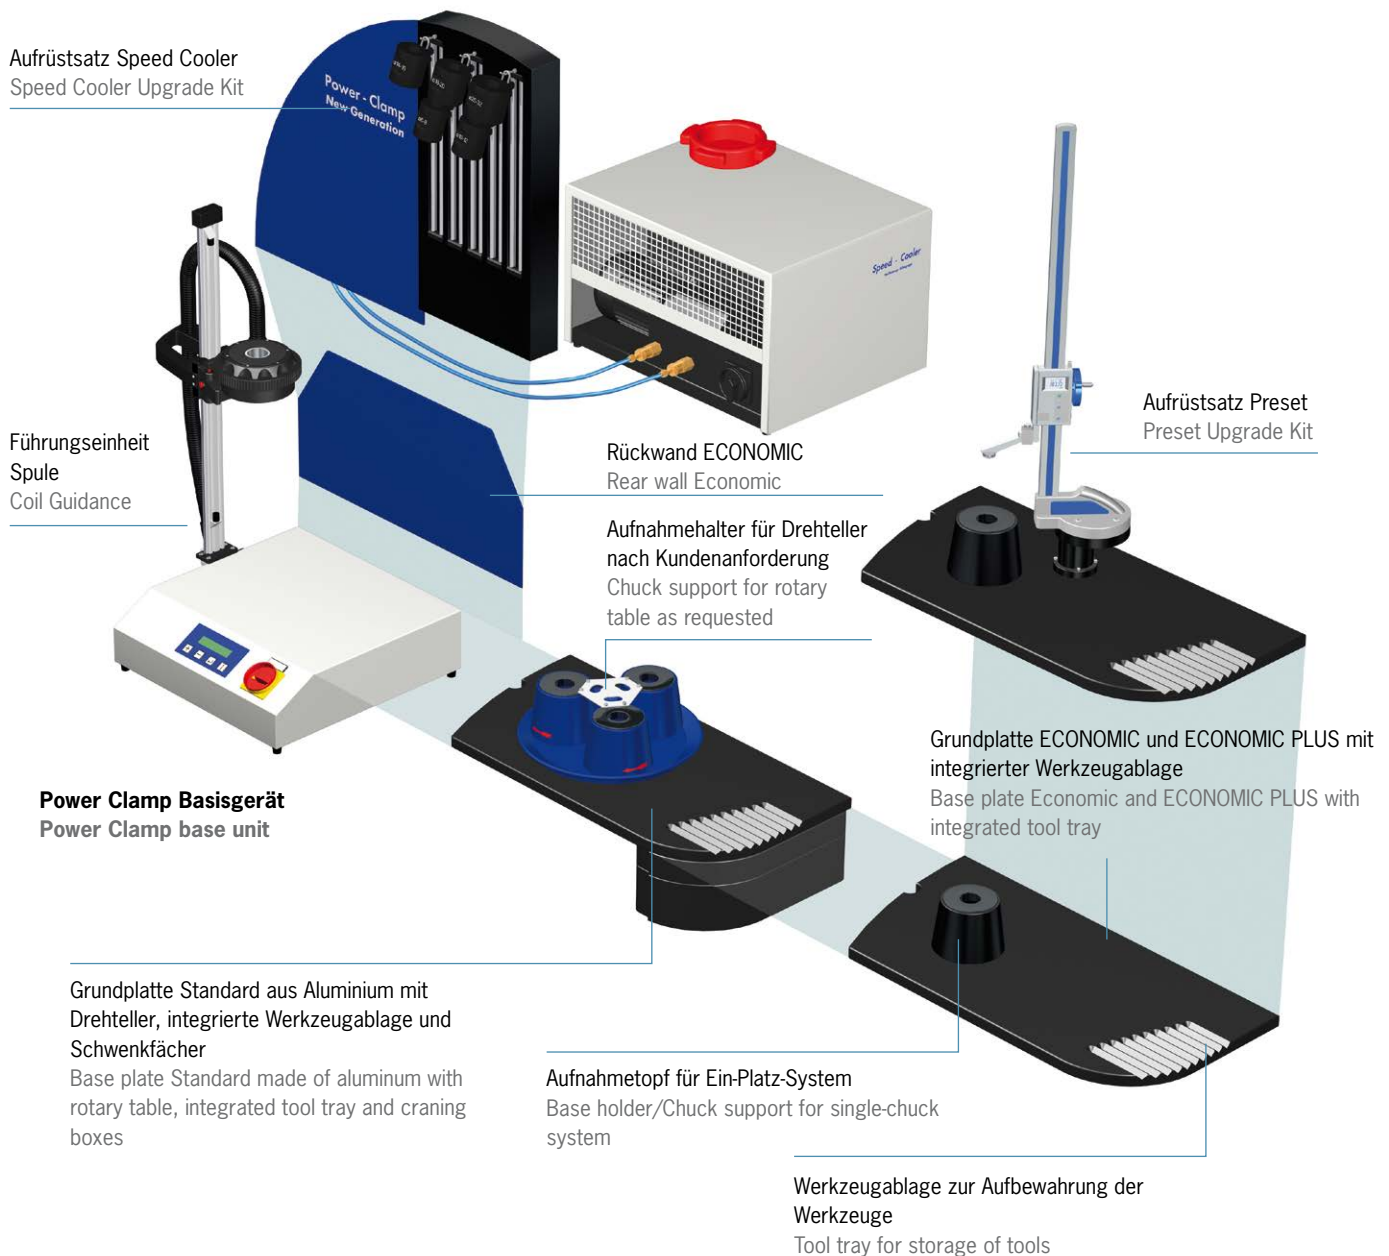 Aufrüstsatz Speed Cooler
Speed Cooler Upgrade Kit
Power - Clamp
New Generation
Speed - Cooler
Führungseinheit
Spule
Coil Guidance
Rückwand ECONOMIC
Rear wall Economic
Aufnahmehalter für Drehteller
nach Kundenanforderung
Chuck support for rotary
table as requested
Aufrüstsatz Preset
Preset Upgrade Kit
Power Clamp Basisgerät
Power Clamp base unit
Grundplatte ECONOMIC und ECONOMIC PLUS mit
integrierter Werkzeugablage
Base plate Economic and ECONOMIC PLUS with
integrated tool tray
Grundplatte Standard aus Aluminium mit
Drehteller, integrierte Werkzeugablage und
Schwenkfächer
Base plate Standard made of aluminum with
rotary table, integrated tool tray and craning
boxes
Aufnahmetopf für Ein-Platz-System
Base holder/Chuck support for single-chuck
system
Werkzeugablage zur Aufbewahrung der
Werkzeuge
Tool tray for storage of tools